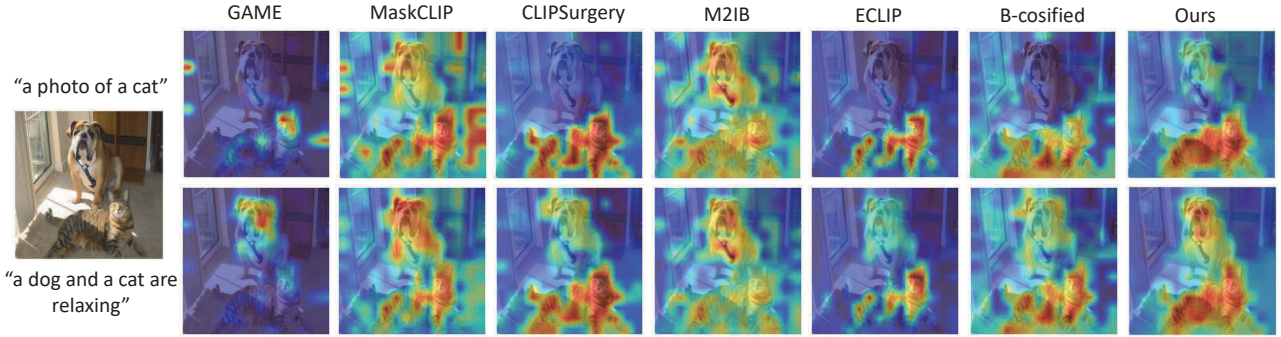 GAME MaskCLIP CLIPSurgery M2IB ECLIP B-cosified Ours
“a photo of a cat”
“a dog and a cat are
relaxing”